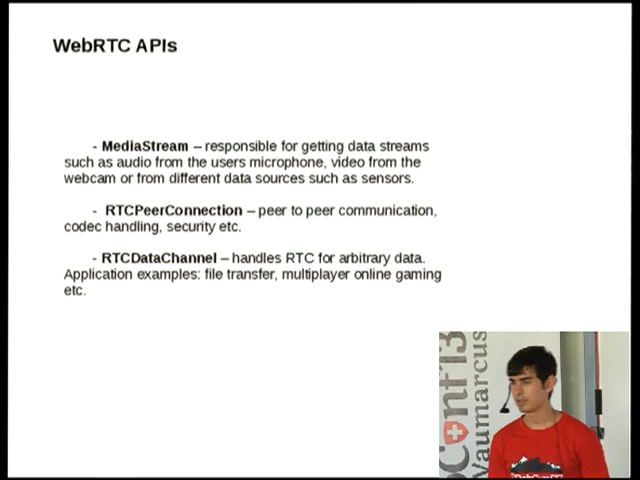 WebRTC APIs
- MediaStream – responsible for getting data streams
such as audio from the users microphone, video from the
webcam or from different data sources such as sensors.
- RTCPeerConnection – peer to peer communication,
codec handling, security etc.
- RTCDataChannel – handles RTC for arbitrary data.
Application examples: file transfer, multiplayer online gaming
etc.
Conf13
Vaumarcus